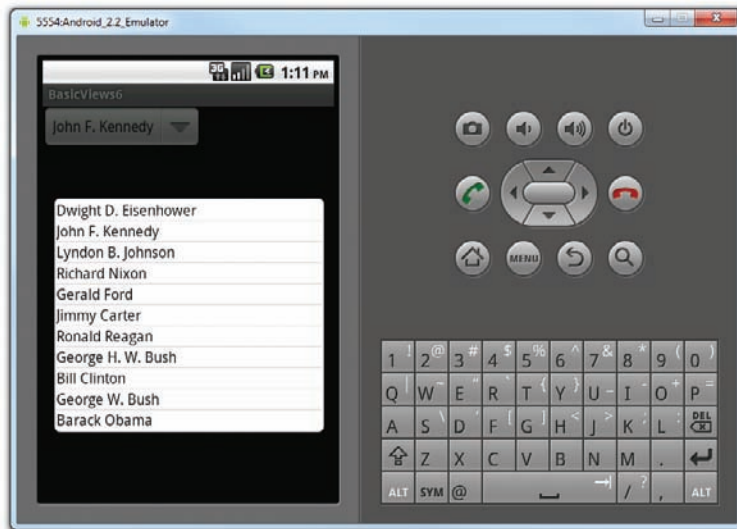 5554:Android_2.2_Emulator
3G 1:11 PM
BasicViews6
John F. Kennedy
Dwight D. Eisenhower
John F. Kennedy
Lyndon B. Johnson
Richard Nixon
Gerald Ford
Jimmy Carter
Ronald Reagan
George H. W. Bush
Bill Clinton
George W. Bush
Barack Obama
MENU
1 ! 2 @ 3 # 4 $ 5 % 6 ^ 7 & 8 * 9 ( 0 )
Q | W ~ E " R ` T { Y } U - I - O + P =
A S \ D ' F [ G ] H < J > K ; L : DEL
Z X C V B N M .
ALT SYM @ / ? , ALT